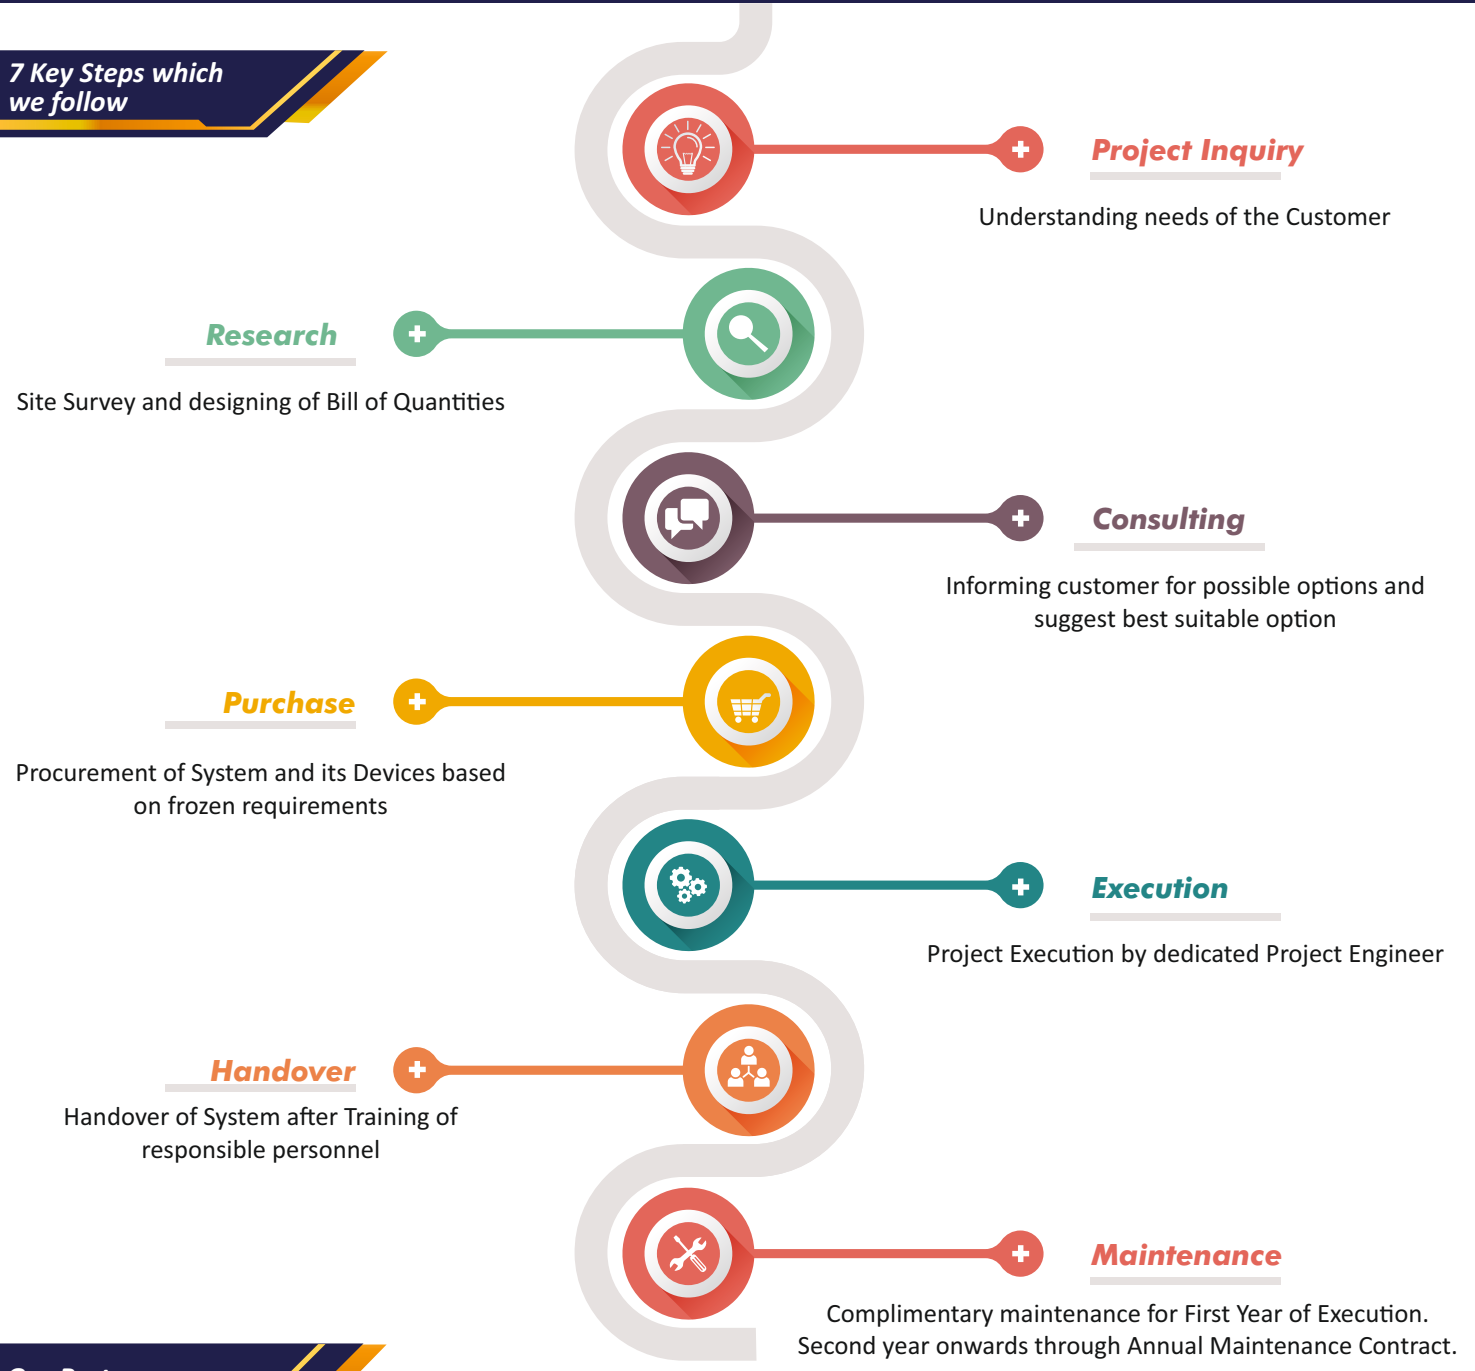 7 Key Steps which
we follow
Project Inquiry
Understanding needs of the Customer
Research
Site Survey and designing of Bill of Quantities
Consulting
Informing customer for possible options and
suggest best suitable option
Purchase
Procurement of System and its Devices based
on frozen requirements
Execution
Project Execution by dedicated Project Engineer
Handover
Handover of System after Training of
responsible personnel
Maintenance
Complimentary maintenance for First Year of Execution.
Second year onwards through Annual Maintenance Contract.